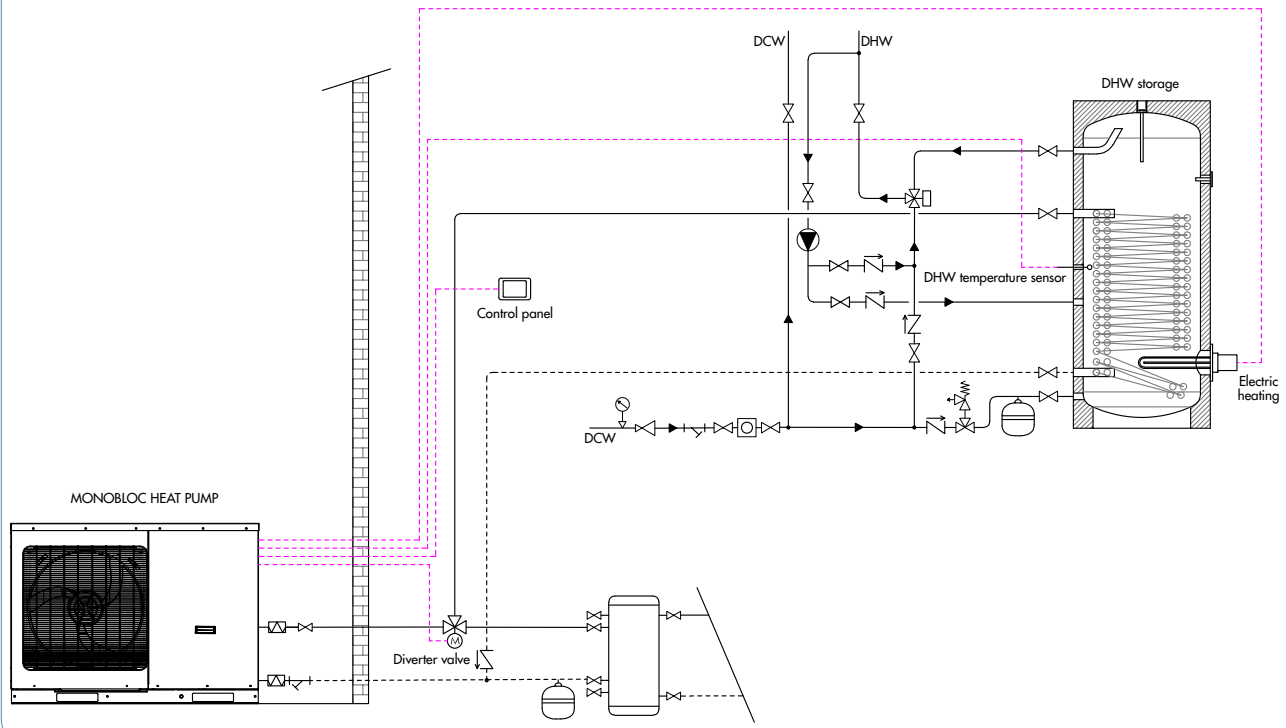 DCW
DHW
DHW storage
DHW temperature sensor
Control panel
Electric
heating
DCW
MONOBLOC HEAT PUMP
Diverter valve
M